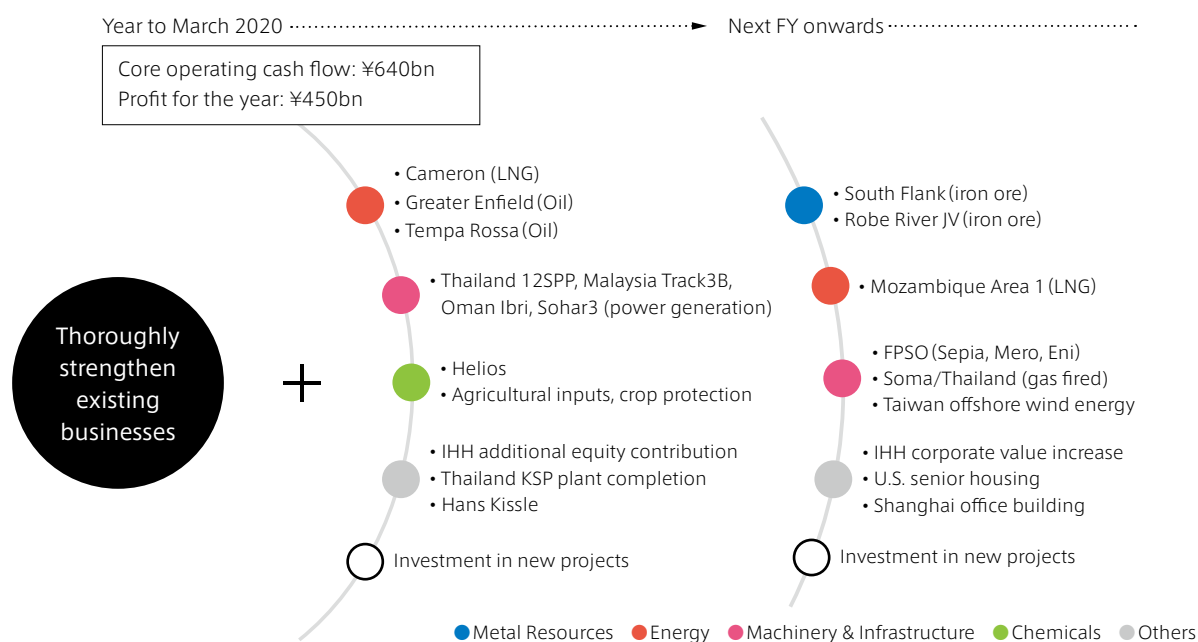 Year to March 2020
Core operating cash flow: ¥640bn
Profit for the year: ¥450bn
Thoroughly
strengthen
existing
businesses
+
• Cameron (LNG)
• Greater Enfield (Oil)
• Tempa Rossa (Oil)
• Thailand 12SPP, Malaysia Track3B,
Oman Ibri, Sohar3 (power generation)
• Helios
• Agricultural inputs, crop protection
• IHH additional equity contribution
• Thailand KSP plant completion
• Hans Kissle
Investment in new projects
Next FY onwards
• South Flank (iron ore)
• Robe River JV (iron ore)
• Mozambique Area 1 (LNG)
• FPSO (Sepia, Mero, Eni)
• Soma/Thailand (gas fired)
• Taiwan offshore wind energy
• IHH corporate value increase
• U.S. senior housing
• Shanghai office building
Investment in new projects
Metal Resources Energy Machinery & Infrastructure Chemicals Others